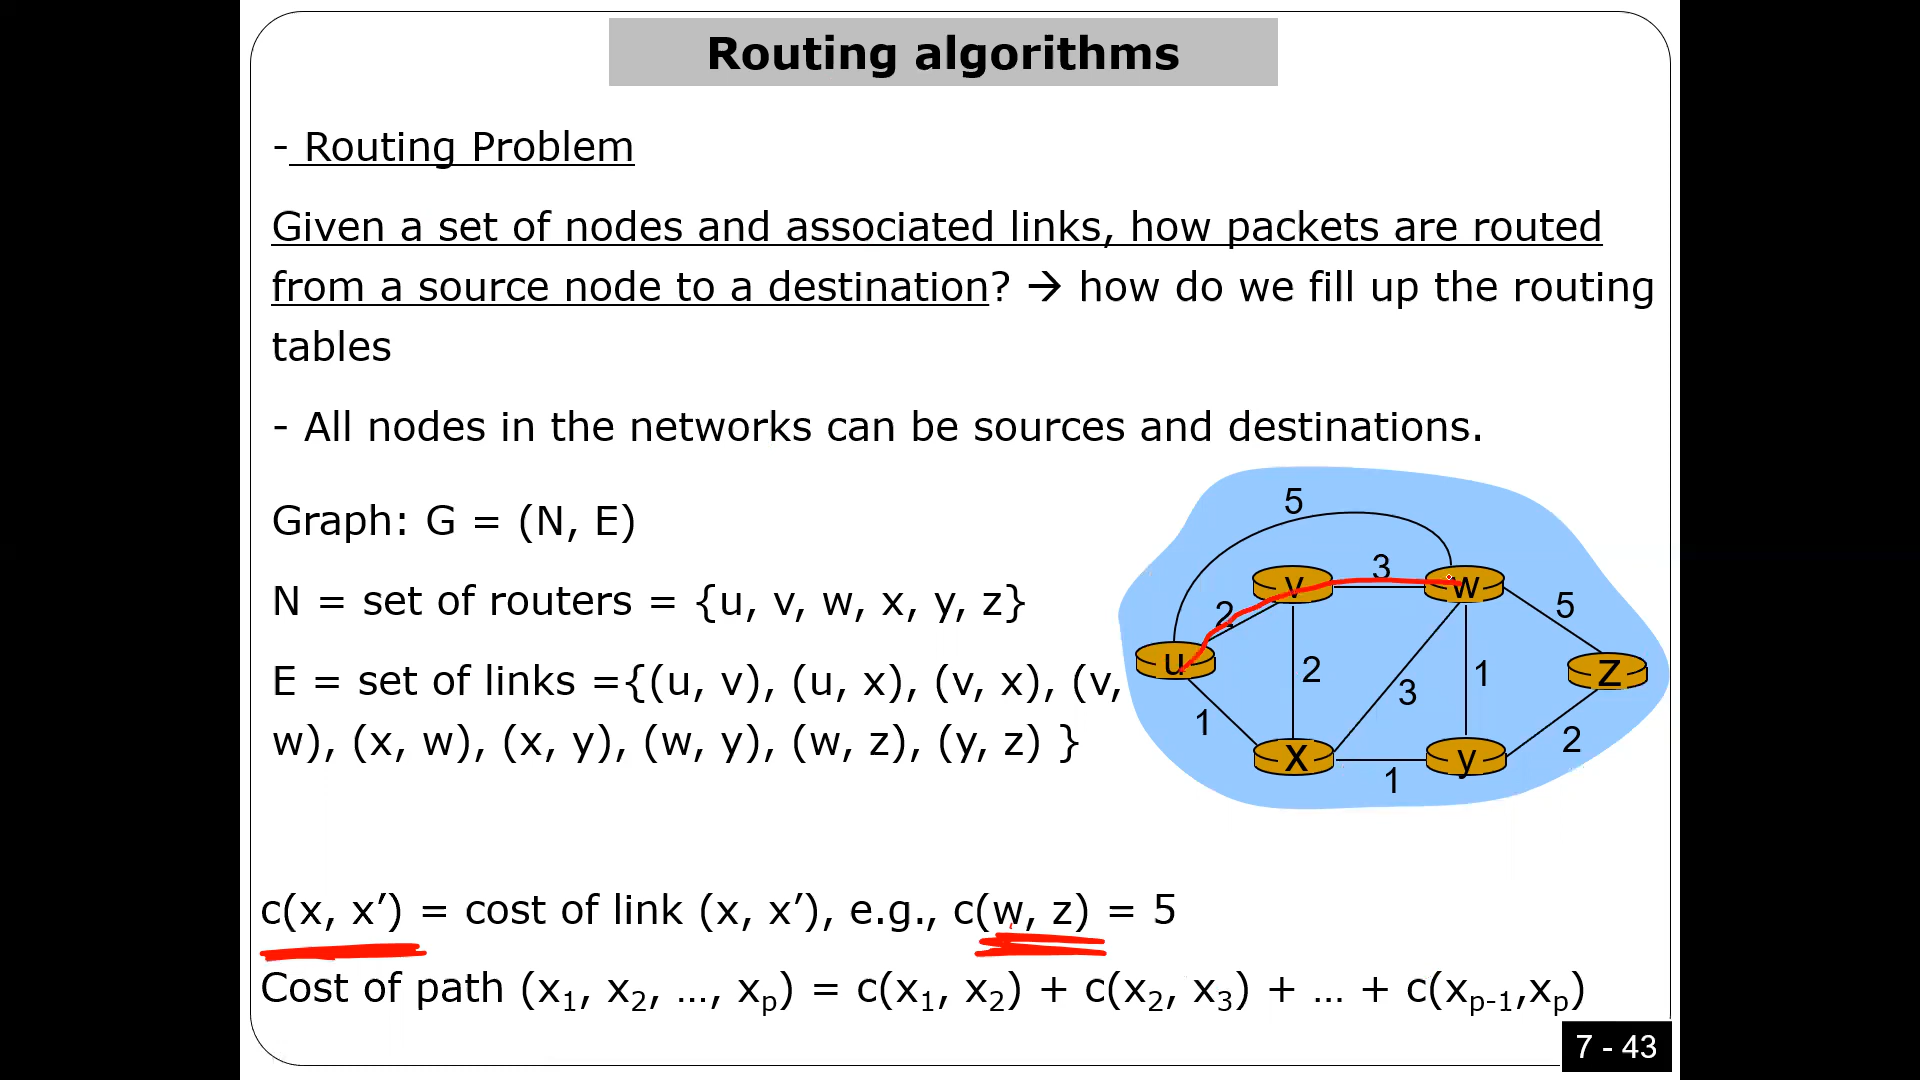 Routing algorithms
- Routing Problem
Given a set of nodes and associated links, how packets are routed
from a source node to a destination? → how do we fill up the routing
tables
- All nodes in the networks can be sources and destinations.
Graph: G = (N, E)
N = set of routers = {u, v, w, x, y, z}
E = set of links ={(u, v), (u, x), (v, x), (v,
w), (x, w), (x, y), (w, y), (w, z), (y, z) }
5
3
v
w
2
5
u
2
1
z
3
1
2
x
y
1
c(x, x’) = cost of link (x, x’), e.g., c(w, z) = 5
Cost of path (x₁, x₂, …, xₚ) = c(x₁, x₂) + c(x₂, x₃) + … + c(xₚ₋₁,xₚ)
7 - 43